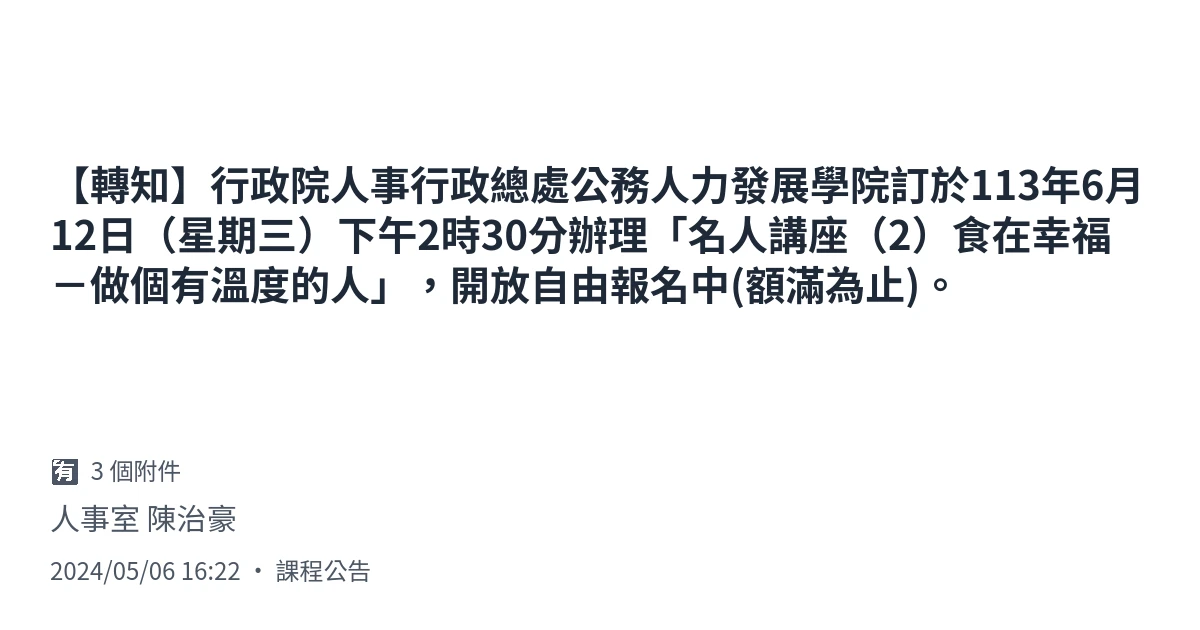 【轉知】行政院人事行政總處公務人力發展學院訂於113年6月
12日（星期三）下午2時30分辦理「名人講座（2）食在幸福
－做個有溫度的人」，開放自由報名中(額滿為止)。
🈶 3 個附件
人事室 陳治豪
2024/05/06 16:22 • 課程公告